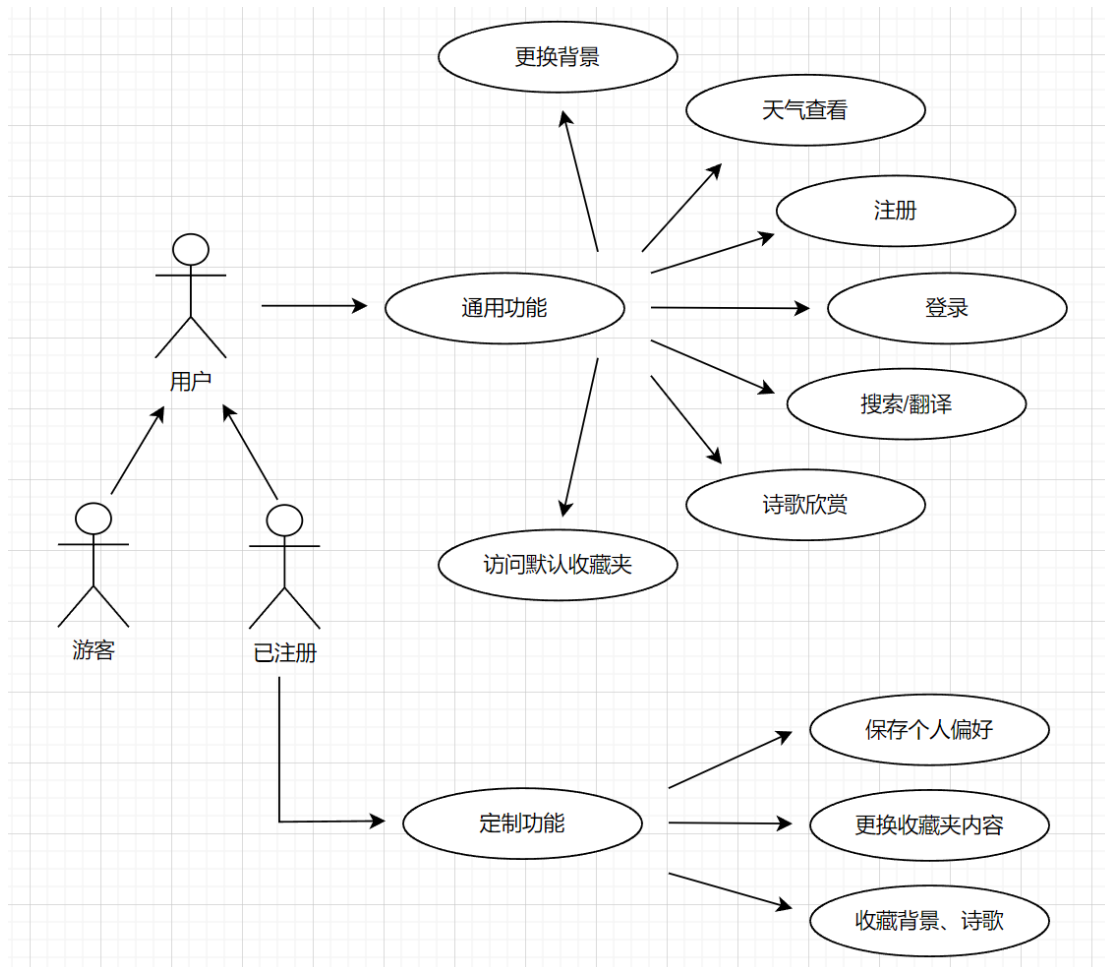 更换背景
天气查看
注册
通用功能
登录
用户
搜索/翻译
诗歌欣赏
访问默认收藏夹
游客
已注册
保存个人偏好
定制功能
更换收藏夹内容
收藏背景、诗歌